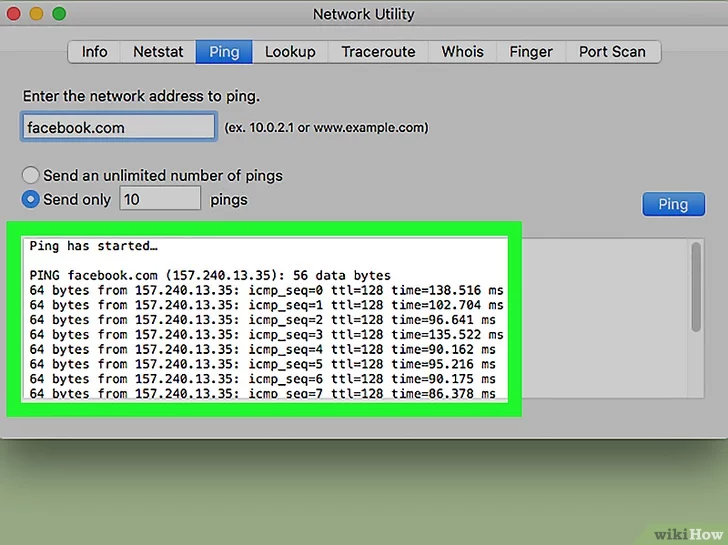 Network Utility
Info Netstat Ping Lookup Traceroute Whois Finger Port Scan
Enter the network address to ping.
facebook.com (ex. 10.0.2.1 or www.example.com)
Send an unlimited number of pings
Send only 10 pings Ping
Ping has started…
PING facebook.com (157.240.13.35): 56 data bytes
64 bytes from 157.240.13.35: icmp_seq=0 ttl=128 time=138.516 ms
64 bytes from 157.240.13.35: icmp_seq=1 ttl=128 time=102.704 ms
64 bytes from 157.240.13.35: icmp_seq=2 ttl=128 time=96.641 ms
64 bytes from 157.240.13.35: icmp_seq=3 ttl=128 time=135.522 ms
64 bytes from 157.240.13.35: icmp_seq=4 ttl=128 time=90.162 ms
64 bytes from 157.240.13.35: icmp_seq=5 ttl=128 time=95.216 ms
64 bytes from 157.240.13.35: icmp_seq=6 ttl=128 time=90.175 ms
64 bytes from 157.240.13.35: icmp_seq=7 ttl=128 time=86.378 ms
wikiHow